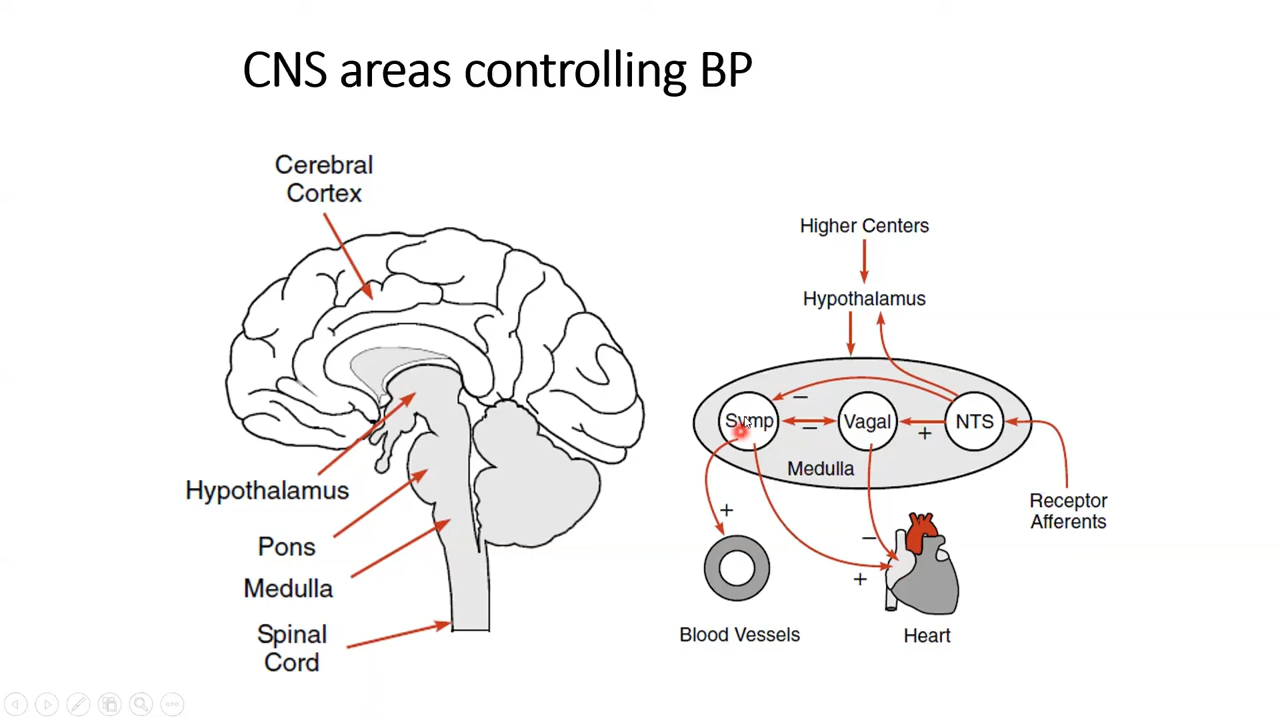 CNS areas controlling BP
Cerebral
Cortex
Hypothalamus
Pons
Medulla
Spinal
Cord
Higher Centers
Hypothalamus
Symp
Vagal
NTS
−
−
+
Medulla
Receptor
Afferents
+
−
+
Blood Vessels
Heart